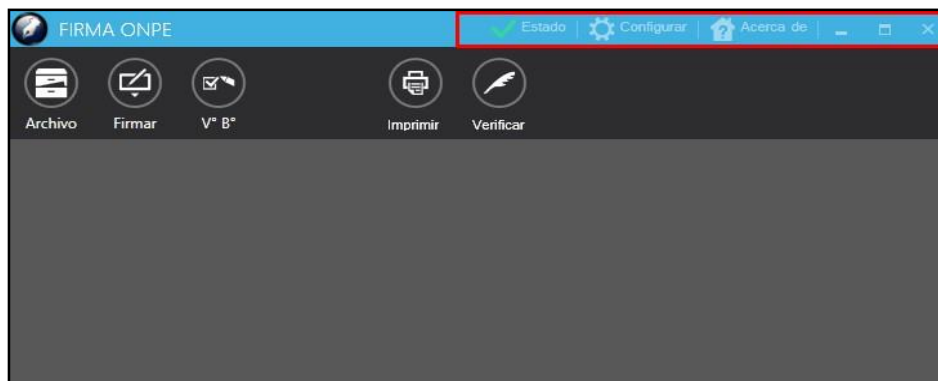 FIRMA ONPE
Estado
Configurar
Acerca de
Archivo
Firmar
V° B°
Imprimir
Verificar